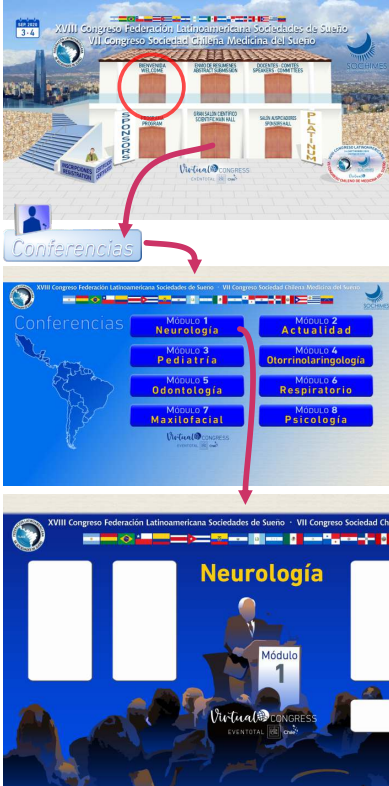 SEP. 2020
3·4
XVIII Congreso Federación Latinoamericana Sociedades de Sueño
VII Congreso Sociedad Chilena Medicina del Sueño
SOCHIMES
BIENVENIDA
WELCOME
ENVÍO DE RESÚMENES
ABSTRACT SUBMISSION
DOCENTES - COMITÉS
SPEAKERS - COMMITTEES
SPONSORS
PROGRAM
GRAN SALÓN CIENTÍFICO
SCIENTIFIC MAIN HALL
SALÓN AUSPICIADORES
SPONSORS HALL
PLATINUM
INSCRIPCIONES
REGISTRATION
Virtual CONGRESS
EVENTOTAL
Conferencias
XVIII Congreso Federación Latinoamericana Sociedades de Sueño · VII Congreso Sociedad Chilena Medicina del Sueño
SOCHIMES
Conferencias
MÓDULO 1
Neurología
MÓDULO 2
Actualidad
MÓDULO 3
Pediatría
MÓDULO 4
Otorrinolaringología
MÓDULO 5
Odontología
MÓDULO 6
Respiratorio
MÓDULO 7
Maxilofacial
MÓDULO 8
Psicología
Virtual CONGRESS
EVENTOTAL
XVIII Congreso Federación Latinoamericana Sociedades de Sueño · VII Congreso Sociedad Ch
Neurología
Módulo
1
Virtual CONGRESS
EVENTOTAL
Chile